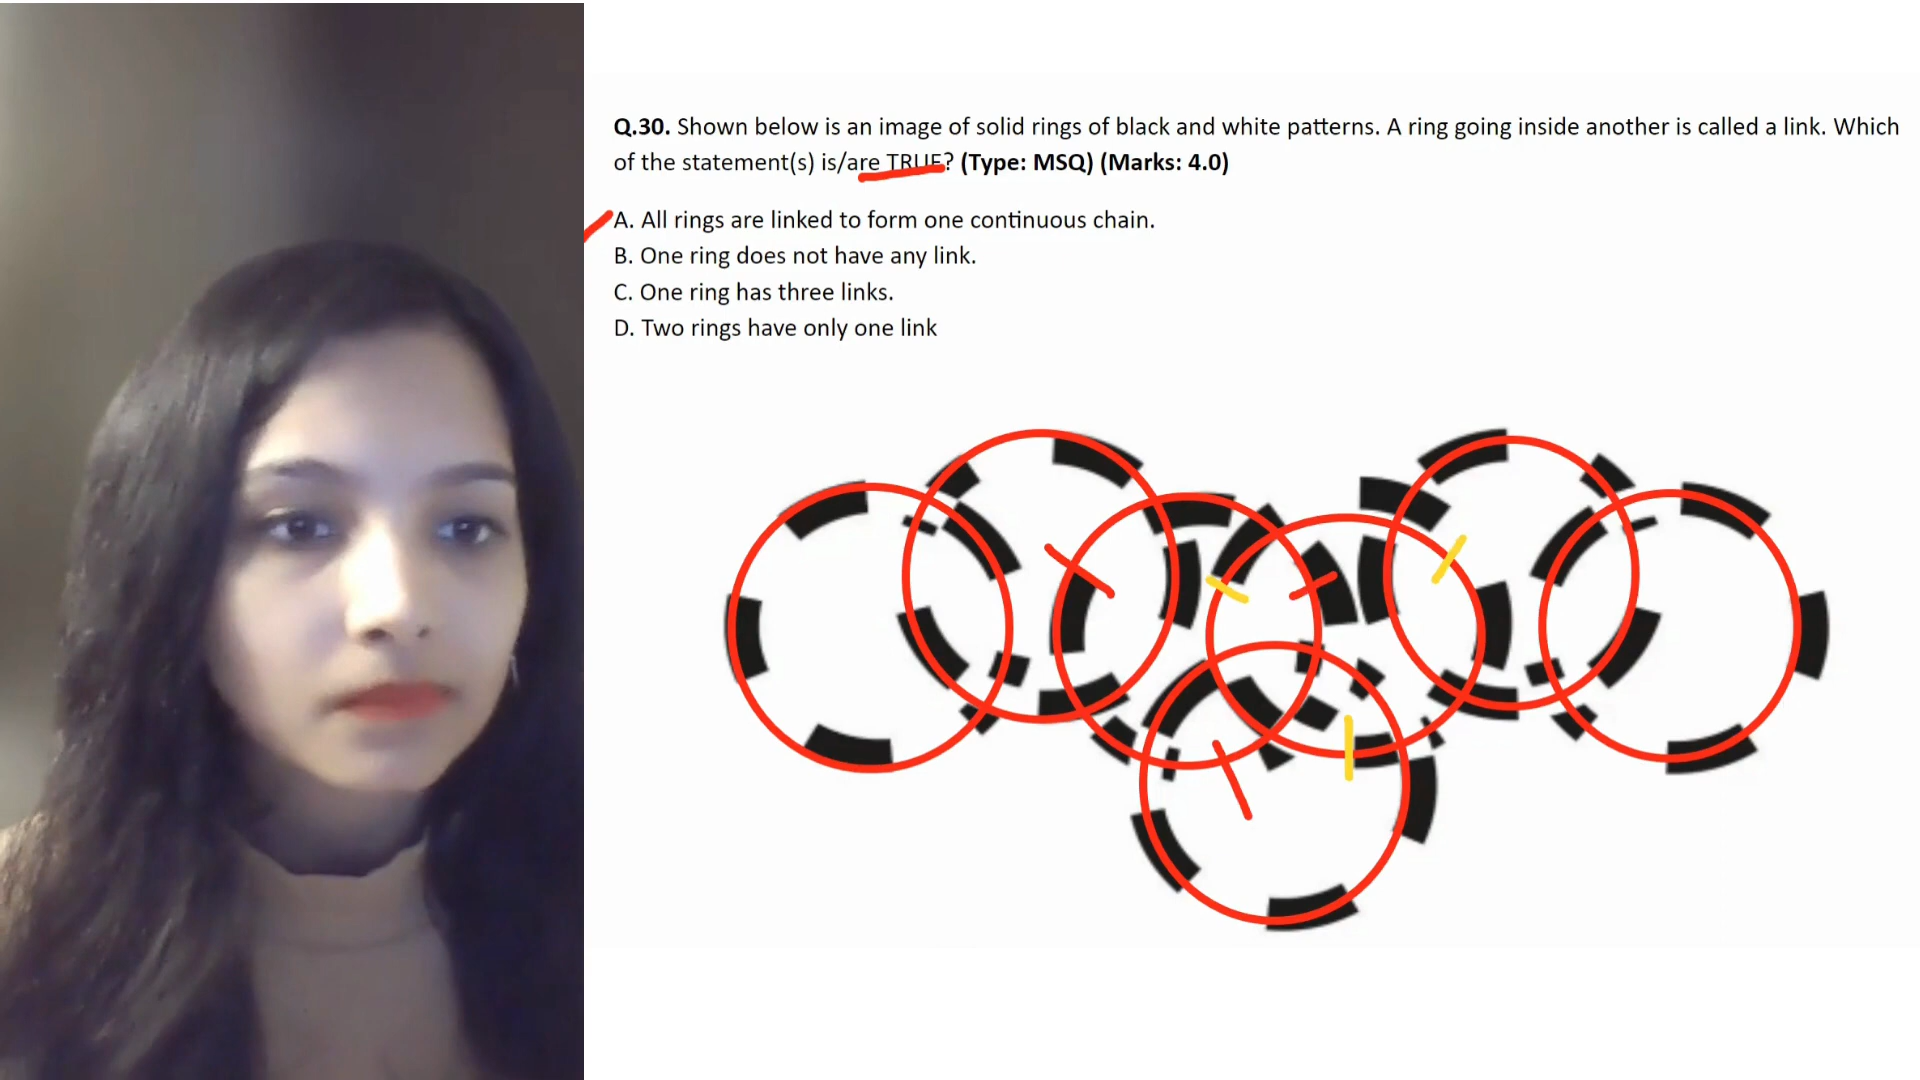 Q.30. Shown below is an image of solid rings of black and white patterns. A ring going inside another is called a link. Which
of the statement(s) is/are TRUE? (Type: MSQ) (Marks: 4.0)
A. All rings are linked to form one continuous chain.
B. One ring does not have any link.
C. One ring has three links.
D. Two rings have only one link